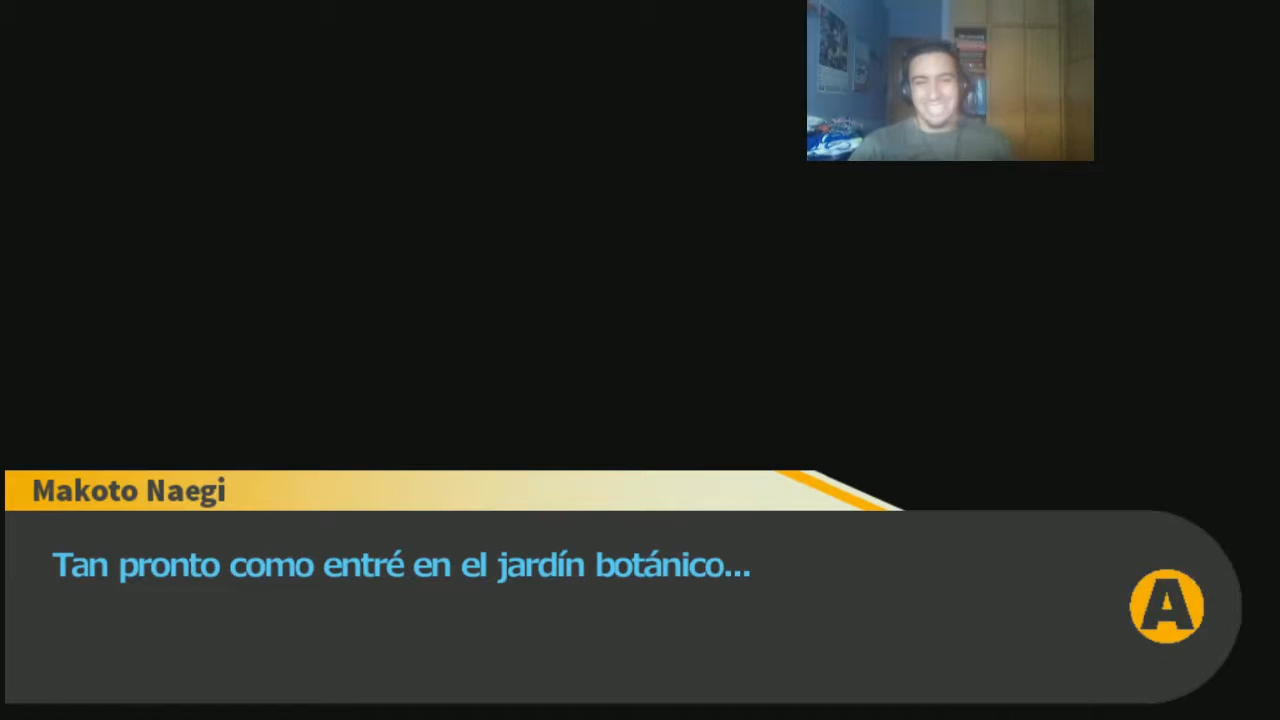 Makoto Naegi
Tan pronto como entré en el jardín botánico...
A